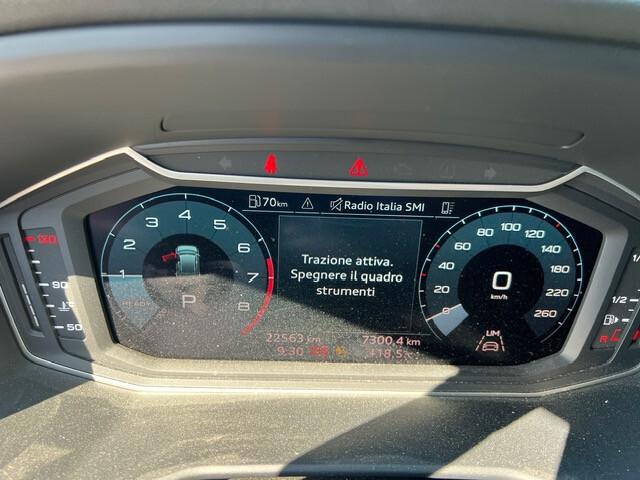 70km
Radio Italia SMI
Trazione attiva.
Spegnere il quadro
strumenti
1 2 3 4 5 6 7 8
READY
P
0 20 40 60 80 100 120 140 180 220 260
0
km/h
LIM
22563 km
7300,4 km
9:30
+18.5°C
130
90
°C
50
1/2
R